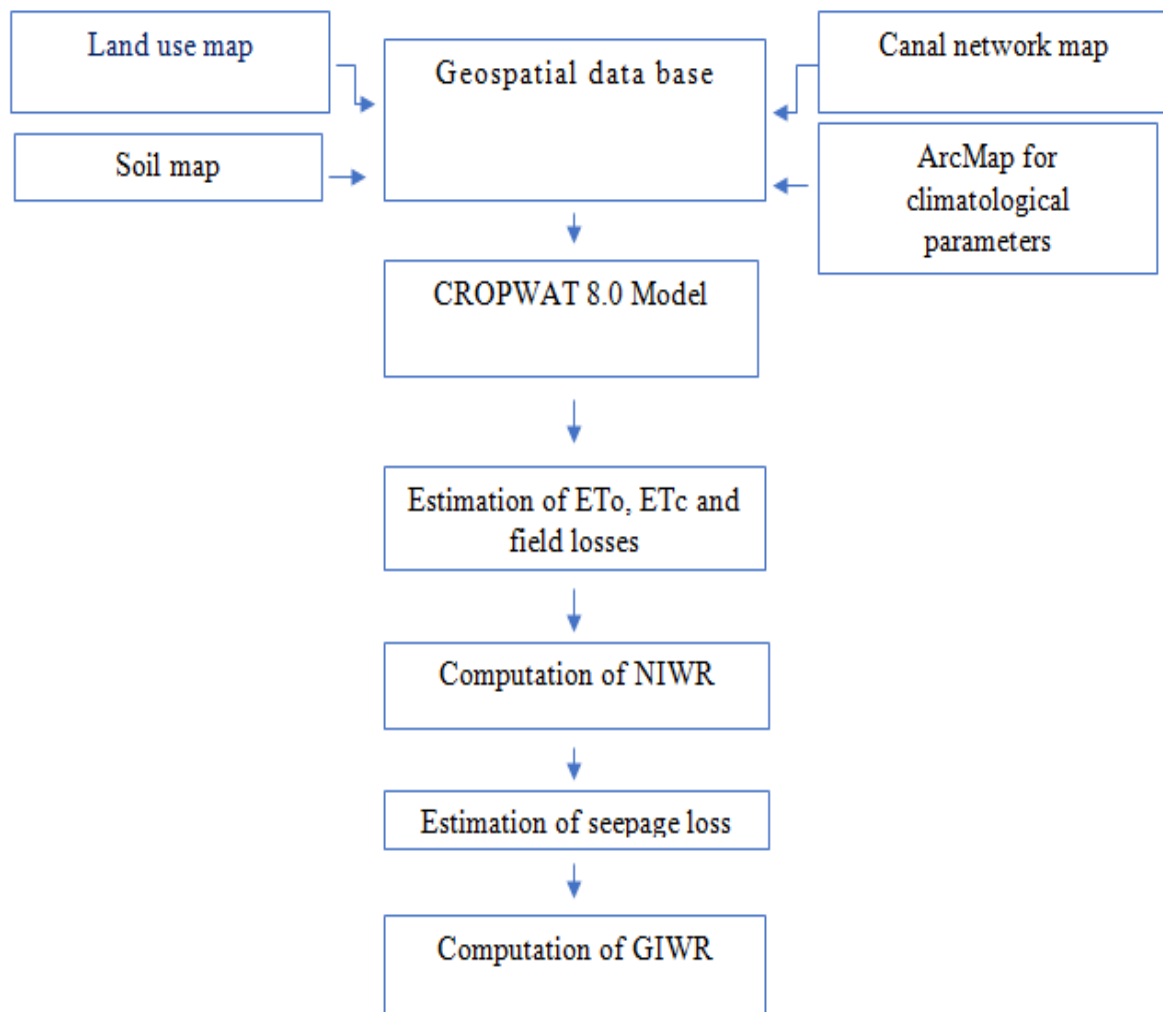 Land use map
Geospatial data base
Canal network map
Soil map
ArcMap for
climatological
parameters
CROPWAT 8.0 Model
Estimation of ETo, ETc and
field losses
Computation of NIWR
Estimation of seepage loss
Computation of GIWR